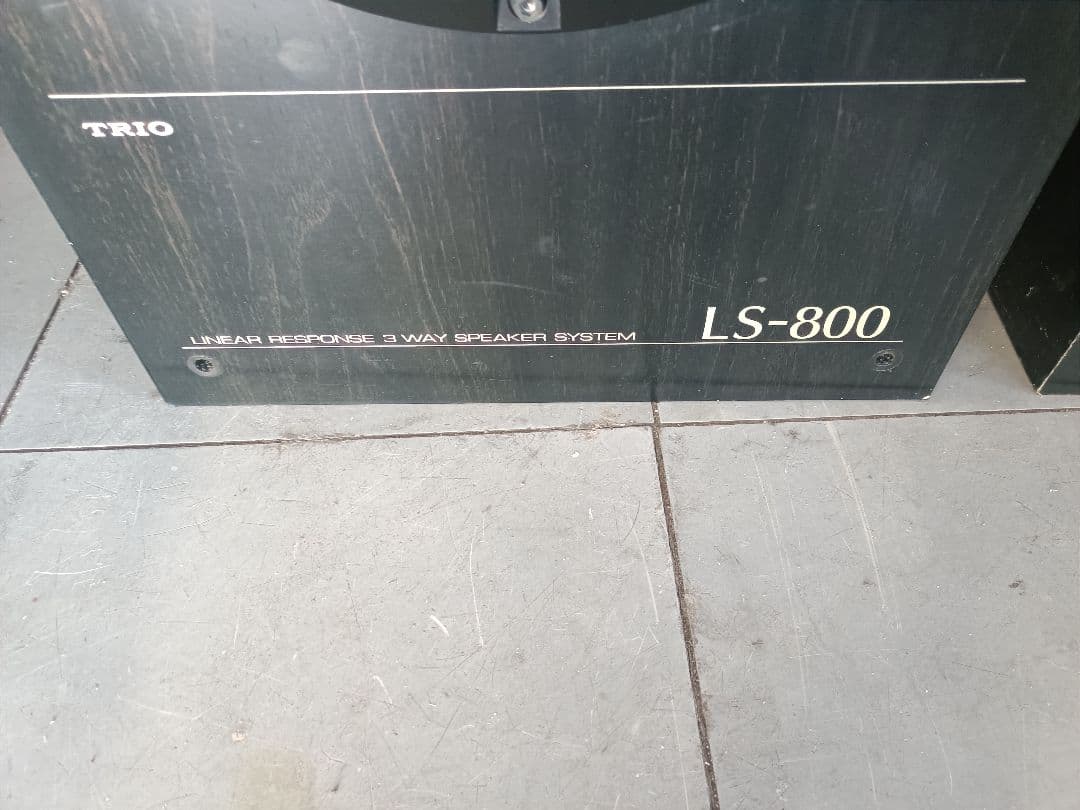 TRIO
LINEAR RESPONSE 3 WAY SPEAKER SYSTEM
LS-800